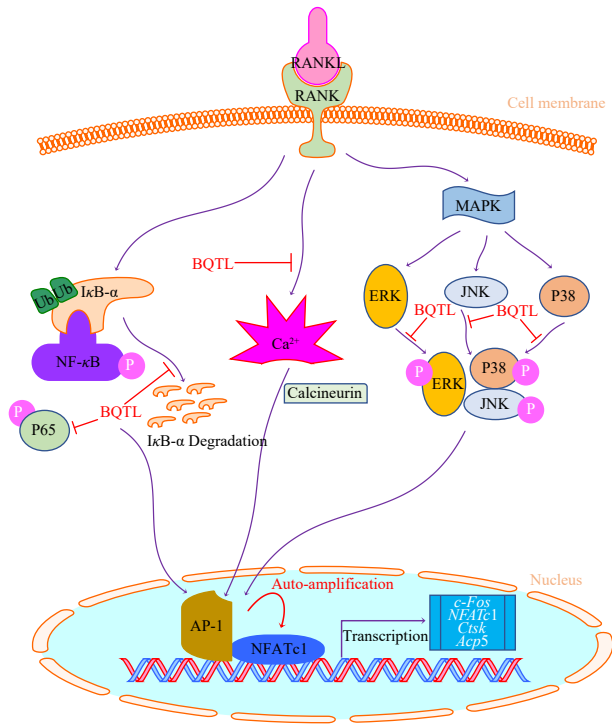 RANKL
RANK
Cell membrane
MAPK
BQTL
Ub
Ub
IκB-α
ERK
JNK
P38
BQTL
BQTL
Ca²⁺
NF-κB
P
P
ERK
P38
P
Calcineurin
JNK
P
P
P65
BQTL
IκB-α Degradation
Nucleus
Auto-amplification
AP-1
NFATc1
Transcription
c-Fos
NFATc1
Ctsk
Acp5